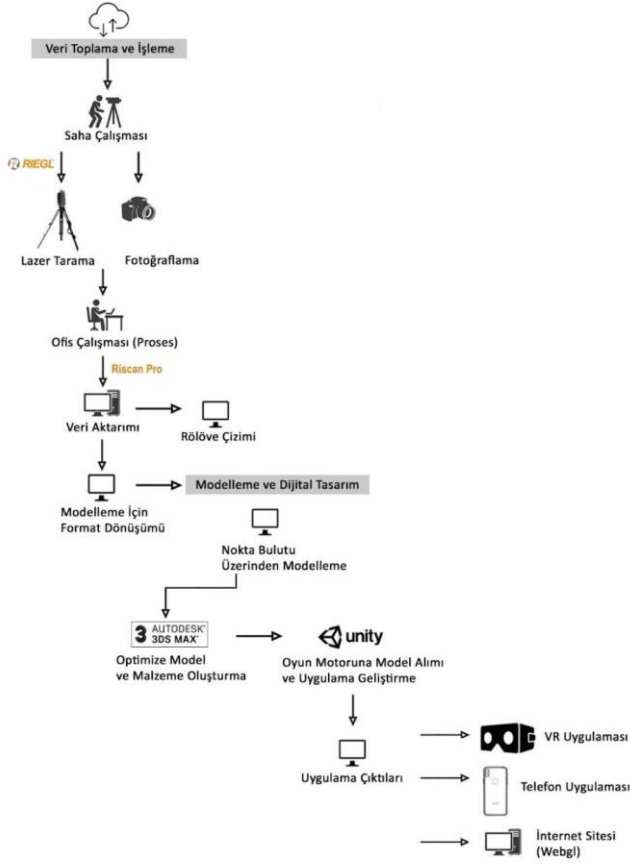 Veri Toplama ve İşleme
Saha Çalışması
RIEGL
Lazer Tarama
Fotoğraflama
Ofis Çalışması (Proses)
Riscan Pro
Veri Aktarımı
Rölöve Çizimi
Modelleme İçin
Format Dönüşümü
Modelleme ve Dijital Tasarım
Nokta Bulutu
Üzerinden Modelleme
3 AUTODESK®
3DS MAX®
Optimize Model
ve Malzeme Oluşturma
unity
Oyun Motoruna Model Alımı
ve Uygulama Geliştirme
Uygulama Çıktıları
VR Uygulaması
Telefon Uygulaması
İnternet Sitesi
(Webgl)